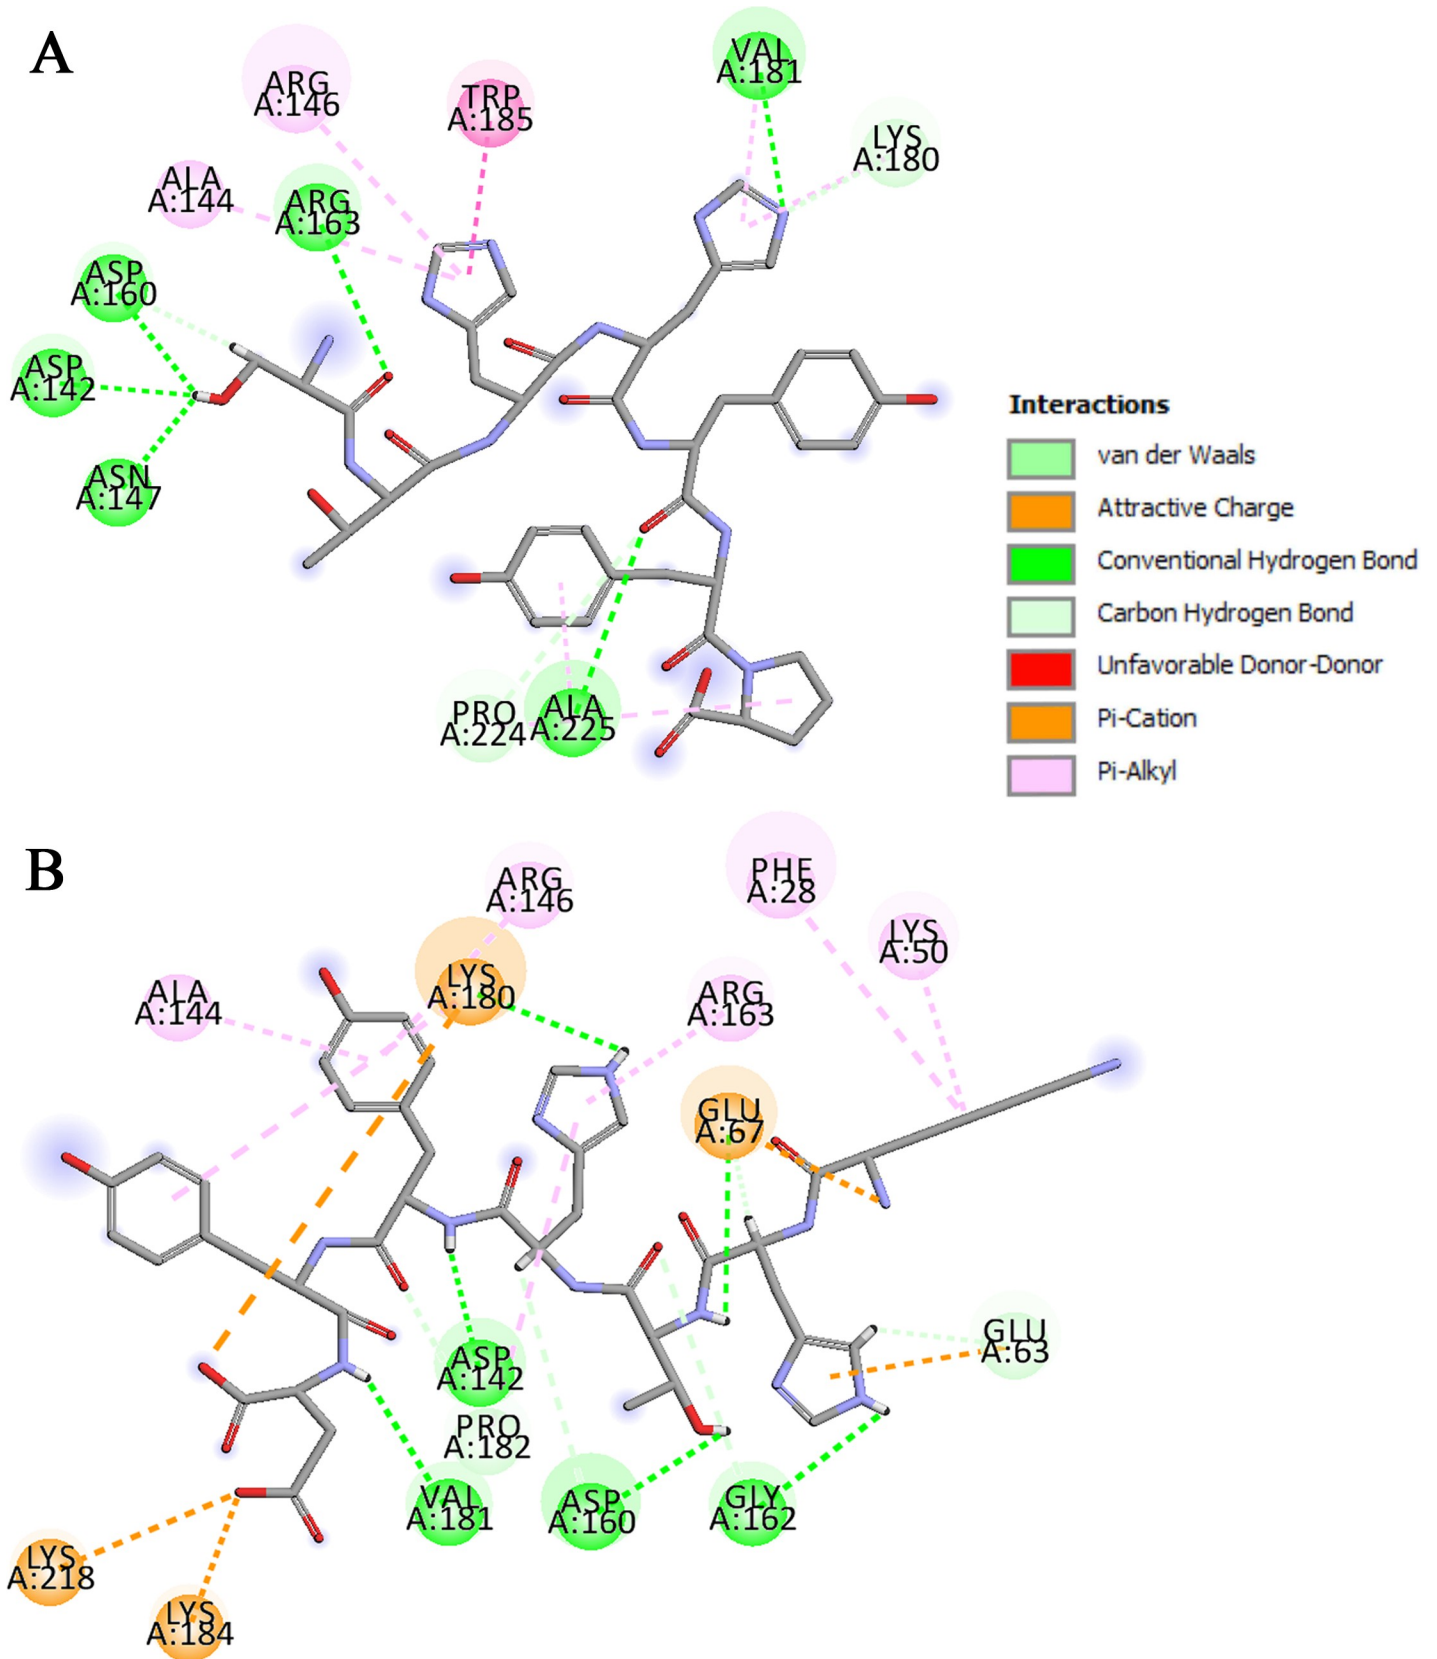 A
ARG
A:146
TRP
A:185
VAL
A:181
LYS
A:180
ALA
A:144
ARG
A:163
ASP
A:160
ASP
A:142
ASN
A:147
PRO
A:224
ALA
A:225
Interactions
van der Waals
Attractive Charge
Conventional Hydrogen Bond
Carbon Hydrogen Bond
Unfavorable Donor-Donor
Pi-Cation
Pi-Alkyl
B
ARG
A:146
PHE
A:28
LYS
A:50
LYS
A:180
ALA
A:144
ARG
A:163
GLU
A:67
GLU
A:63
ASP
A:142
PRO
A:182
VAL
A:181
ASP
A:160
GLY
A:162
LYS
A:218
LYS
A:184